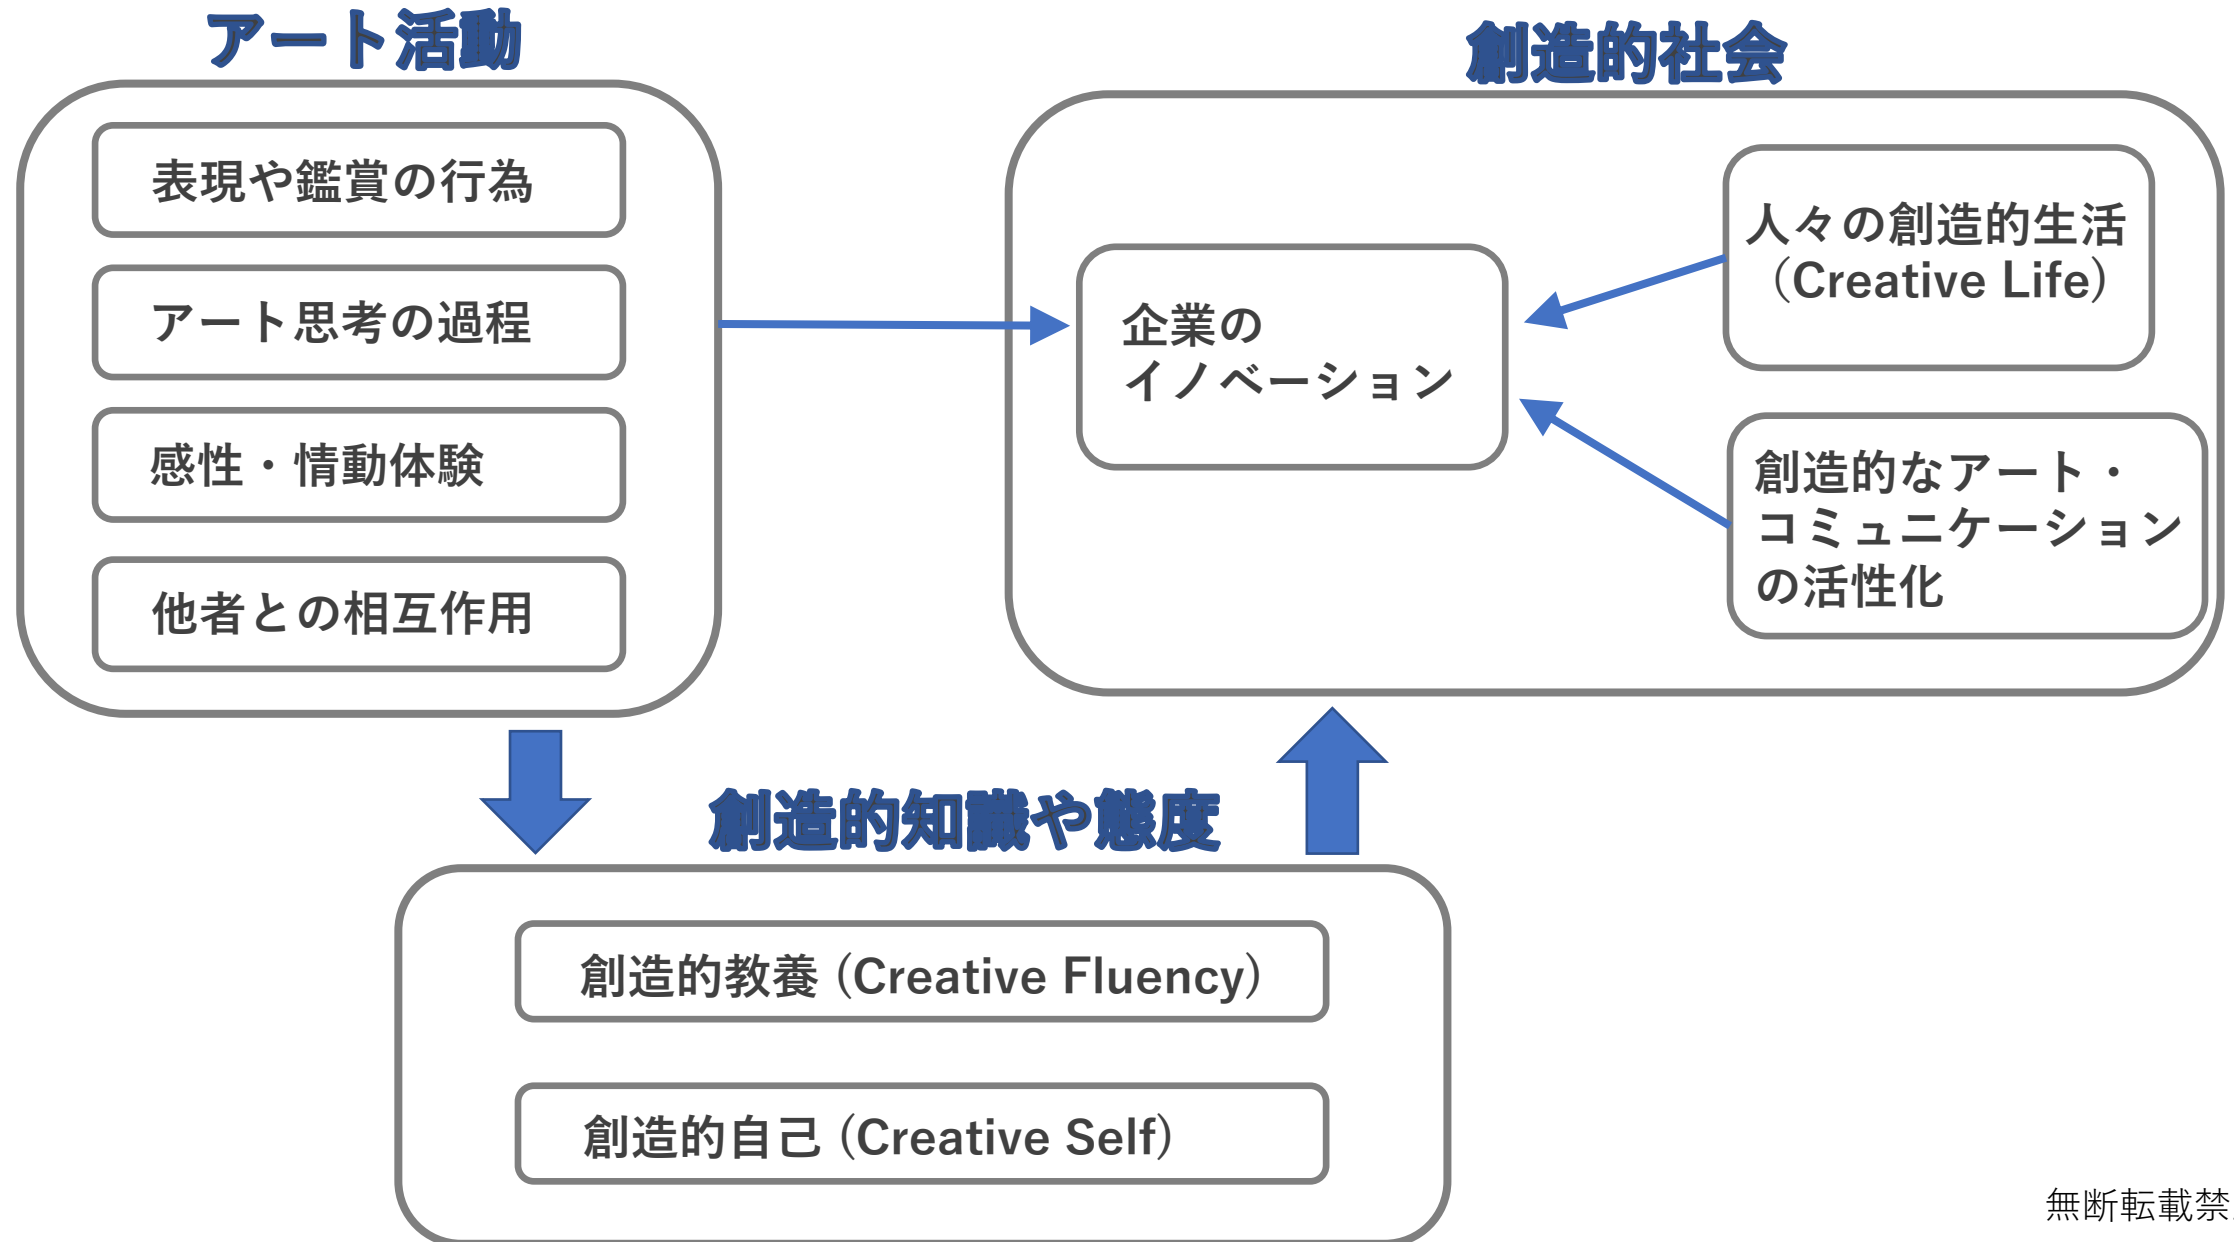 アート活動
表現や鑑賞の行為
アート思考の過程
感性・情動体験
他者との相互作用
創造的社会
企業の
イノベーション
人々の創造的生活
（Creative Life）
創造的なアート・
コミュニケーション
の活性化
創造的知識や態度
創造的教養（Creative Fluency）
創造的自己（Creative Self）
無断転載禁